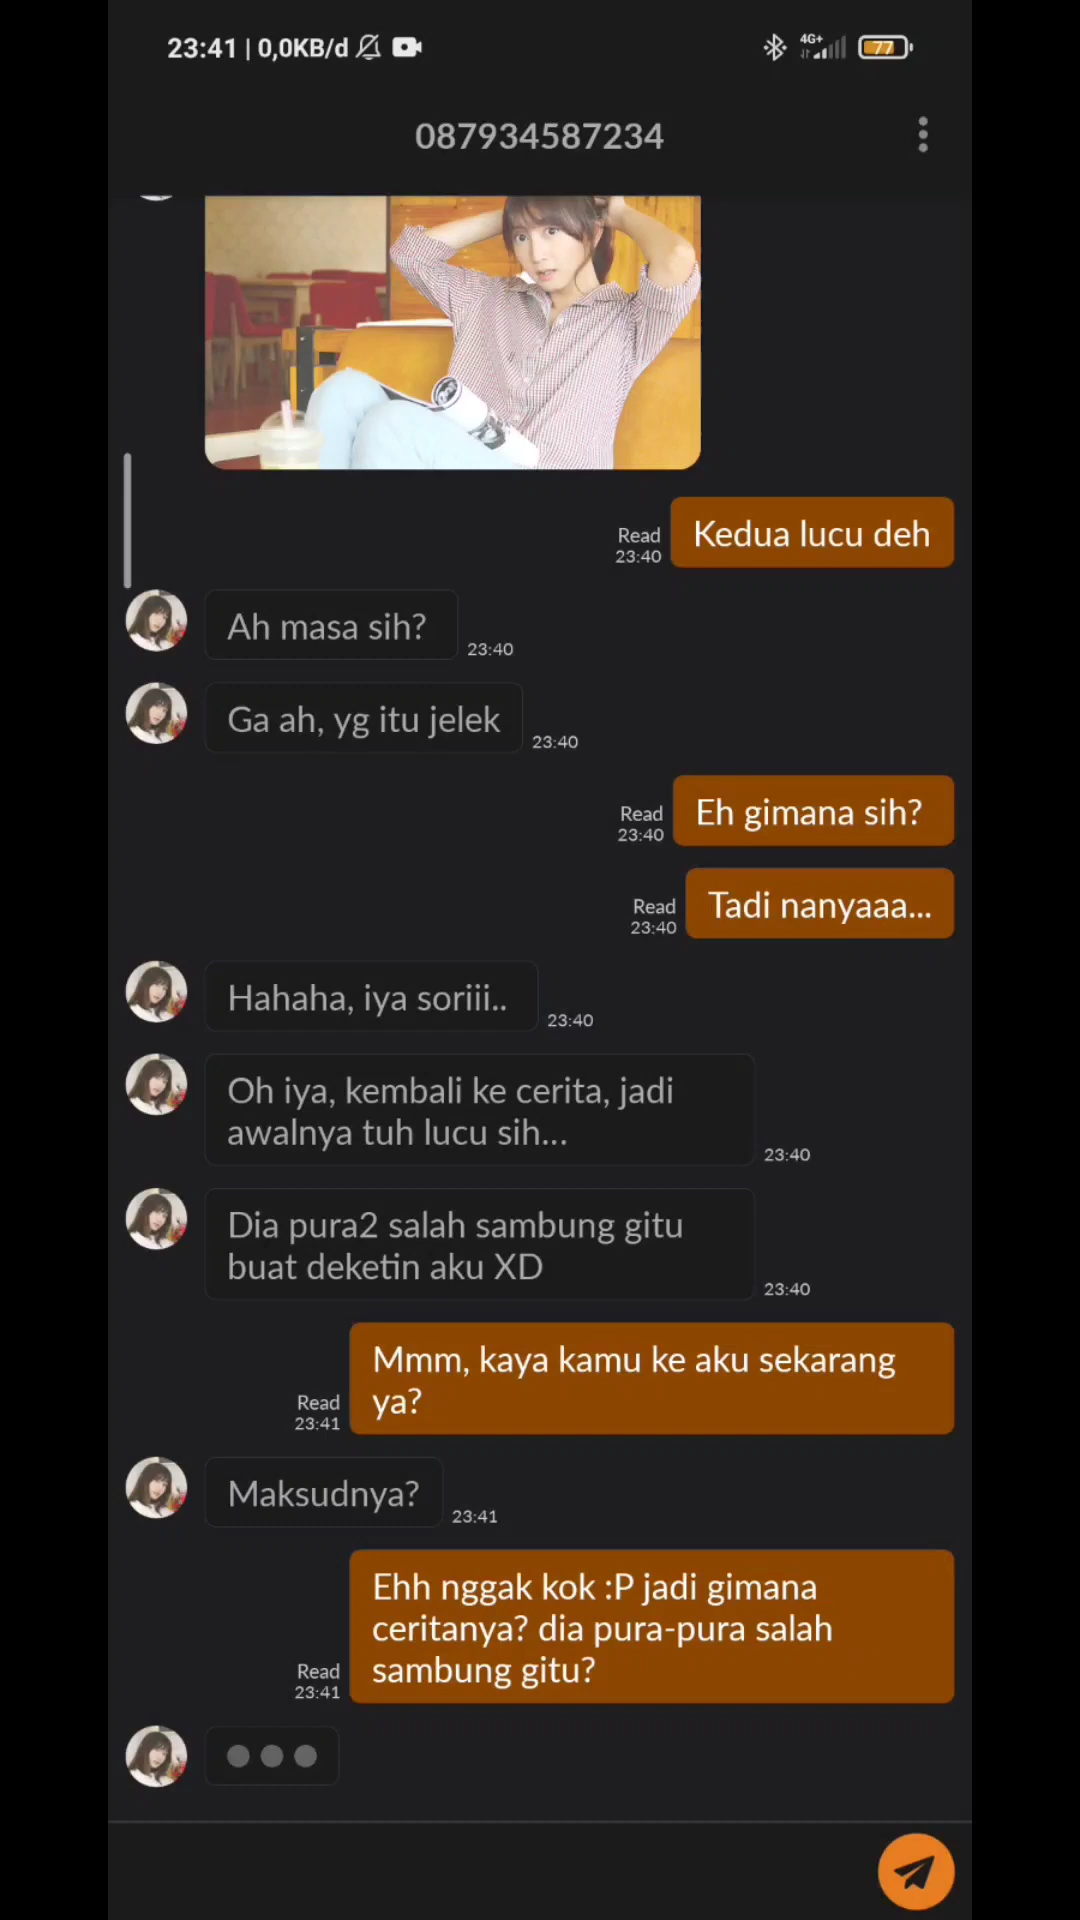 23:41 | 0,0KB/d
4G+
77
087934587234
Kedua lucu deh
Read
23:40
Ah masa sih?
23:40
Ga ah, yg itu jelek
23:40
Eh gimana sih?
Read
23:40
Tadi nanyaaa...
Read
23:40
Hahaha, iya soriii..
23:40
Oh iya, kembali ke cerita, jadi
awalnya tuh lucu sih...
23:40
Dia pura2 salah sambung gitu
buat deketin aku XD
23:40
Mmm, kaya kamu ke aku sekarang
ya?
Read
23:41
Maksudnya?
23:41
Ehh nggak kok :P jadi gimana
ceritanya? dia pura-pura salah
sambung gitu?
Read
23:41